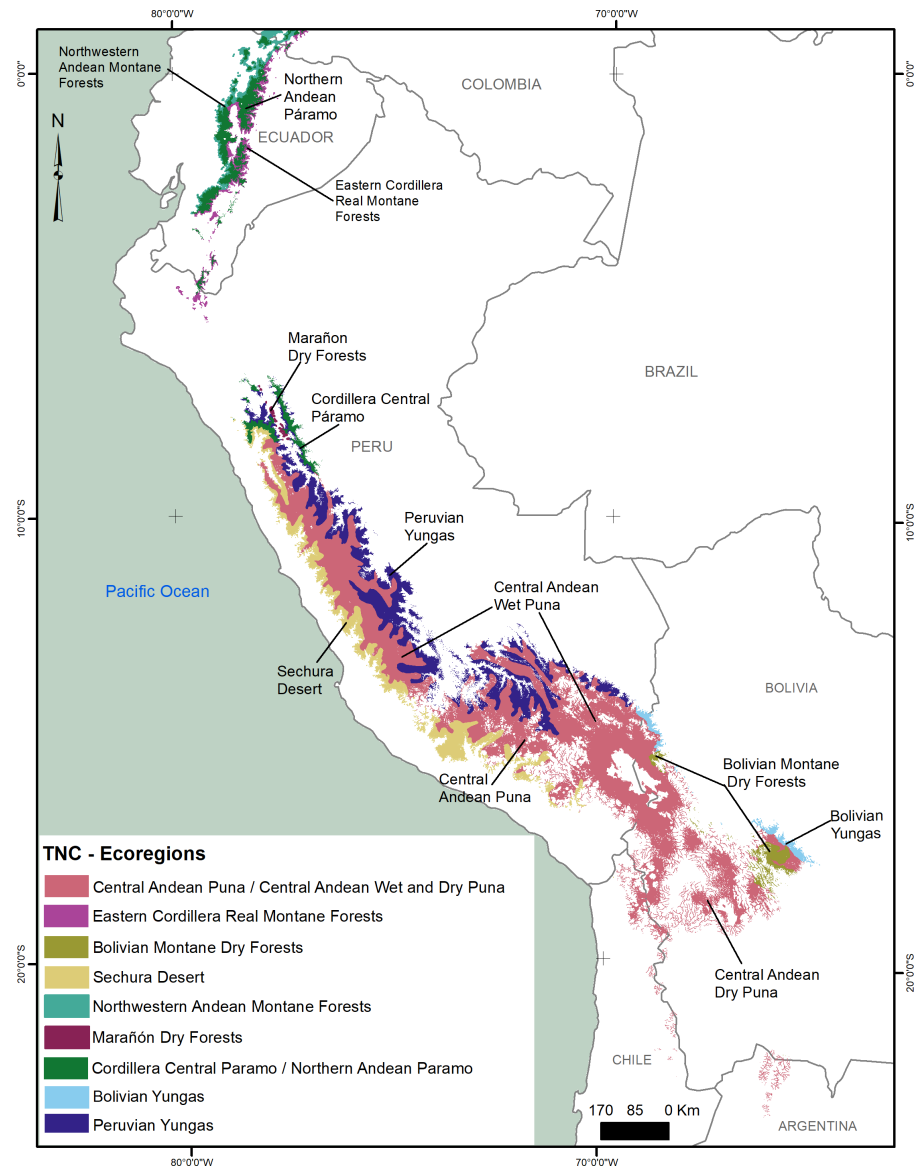 80°0'0"W
70°0'0"W
Northwestern
Andean Montane
Forests
0°0'0"
0°0'0"
COLOMBIA
Northern
Andean
Páramo
N
ECUADOR
Eastern Cordillera
Real Montane
Forests
Marañon
Dry Forests
BRAZIL
Cordillera Central
Páramo
PERU
10°0'0"S
10°0'0"S
Peruvian
Yungas
Pacific Ocean
Central Andean
Wet Puna
Sechura
Desert
BOLIVIA
Central
Andean Puna
Bolivian Montane
Dry Forests
Bolivian
Yungas
TNC - Ecoregions
Central Andean Puna / Central Andean Wet and Dry Puna
Eastern Cordillera Real Montane Forests
Bolivian Montane Dry Forests
Sechura Desert
Northwestern Andean Montane Forests
Marañón Dry Forests
Cordillera Central Paramo / Northern Andean Paramo
Bolivian Yungas
Peruvian Yungas
20°0'0"S
20°0'0"S
Central Andean
Dry Puna
CHILE
170 85 0 Km
ARGENTINA
80°0'0"W
70°0'0"W